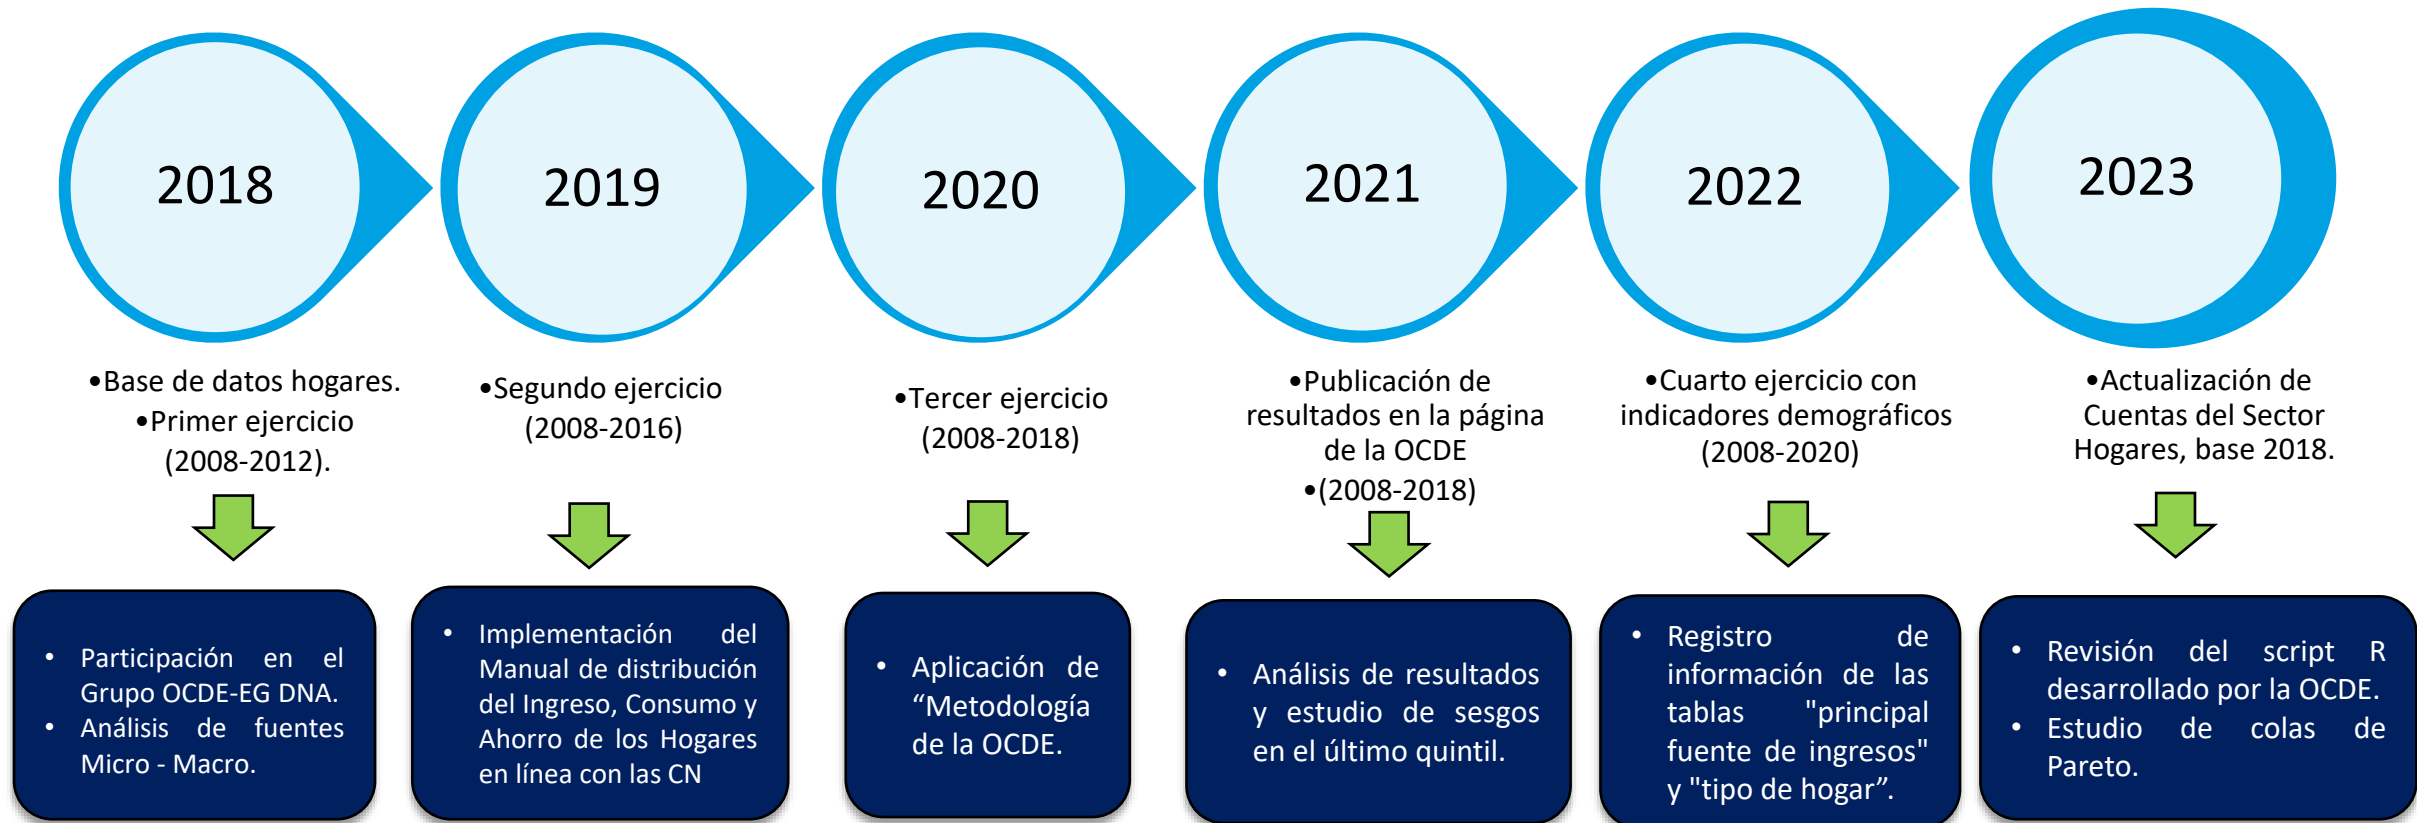 2018
2019
2020
2021
2022
2023
•Base de datos hogares.
•Primer ejercicio
(2008-2012).
•Segundo ejercicio
(2008-2016)
•Tercer ejercicio
(2008-2018)
•Publicación de
resultados en la página
de la OCDE
•(2008-2018)
•Cuarto ejercicio con
indicadores demográficos
(2008-2020)
•Actualización de
Cuentas del Sector
Hogares, base 2018.
• Participación en el
Grupo OCDE-EG DNA.
• Análisis de fuentes
Micro - Macro.
• Implementación del
Manual de distribución
del Ingreso, Consumo y
Ahorro de los Hogares
en línea con las CN
• Aplicación de
“Metodología
de la OCDE.
• Análisis de resultados
y estudio de sesgos
en el último quintil.
• Registro de
información de las
tablas "principal
fuente de ingresos"
y "tipo de hogar”.
• Revisión del script R
desarrollado por la OCDE.
• Estudio de colas de
Pareto.